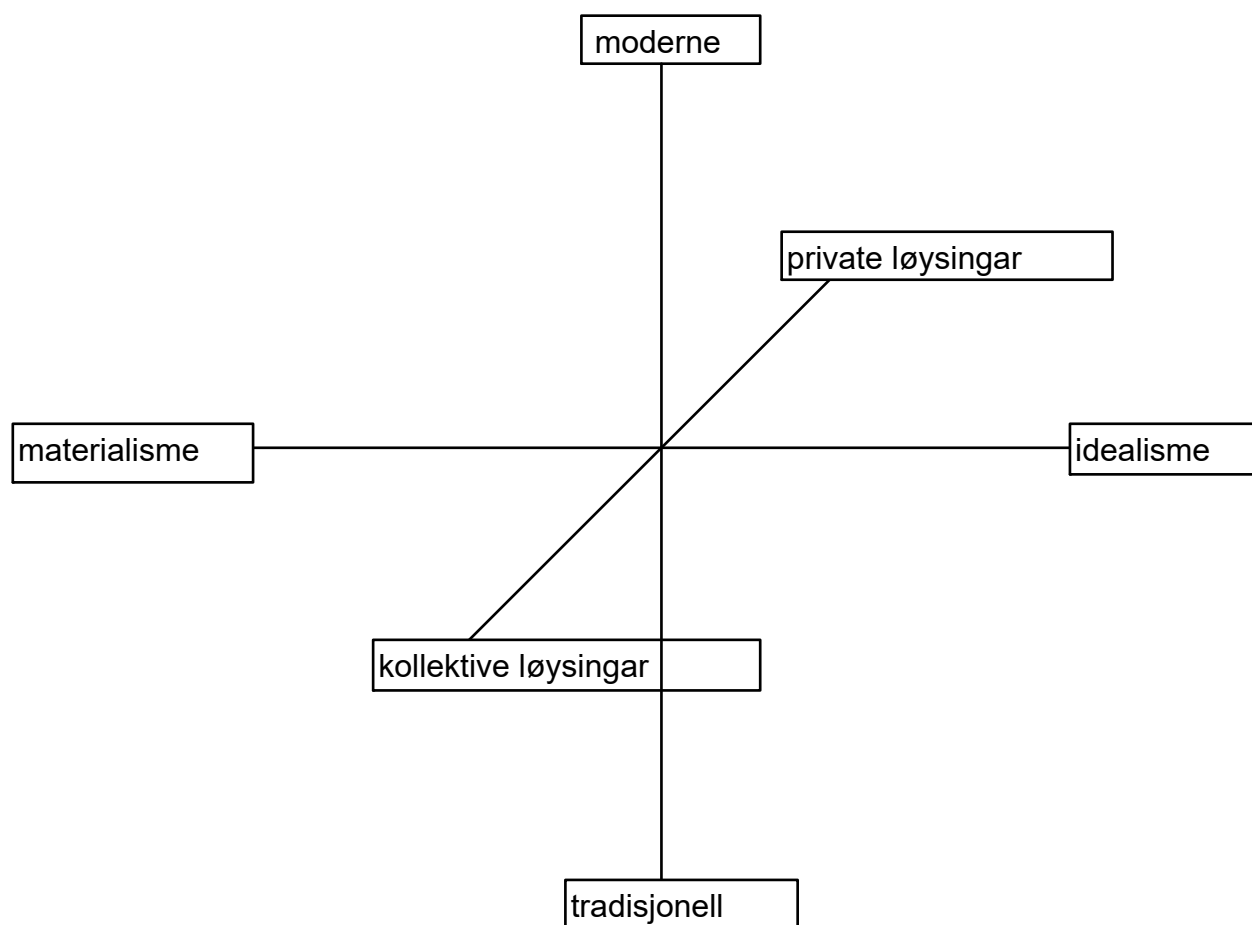 moderne
private løysingar
materialisme
idealisme
kollektive løysingar
tradisjonell